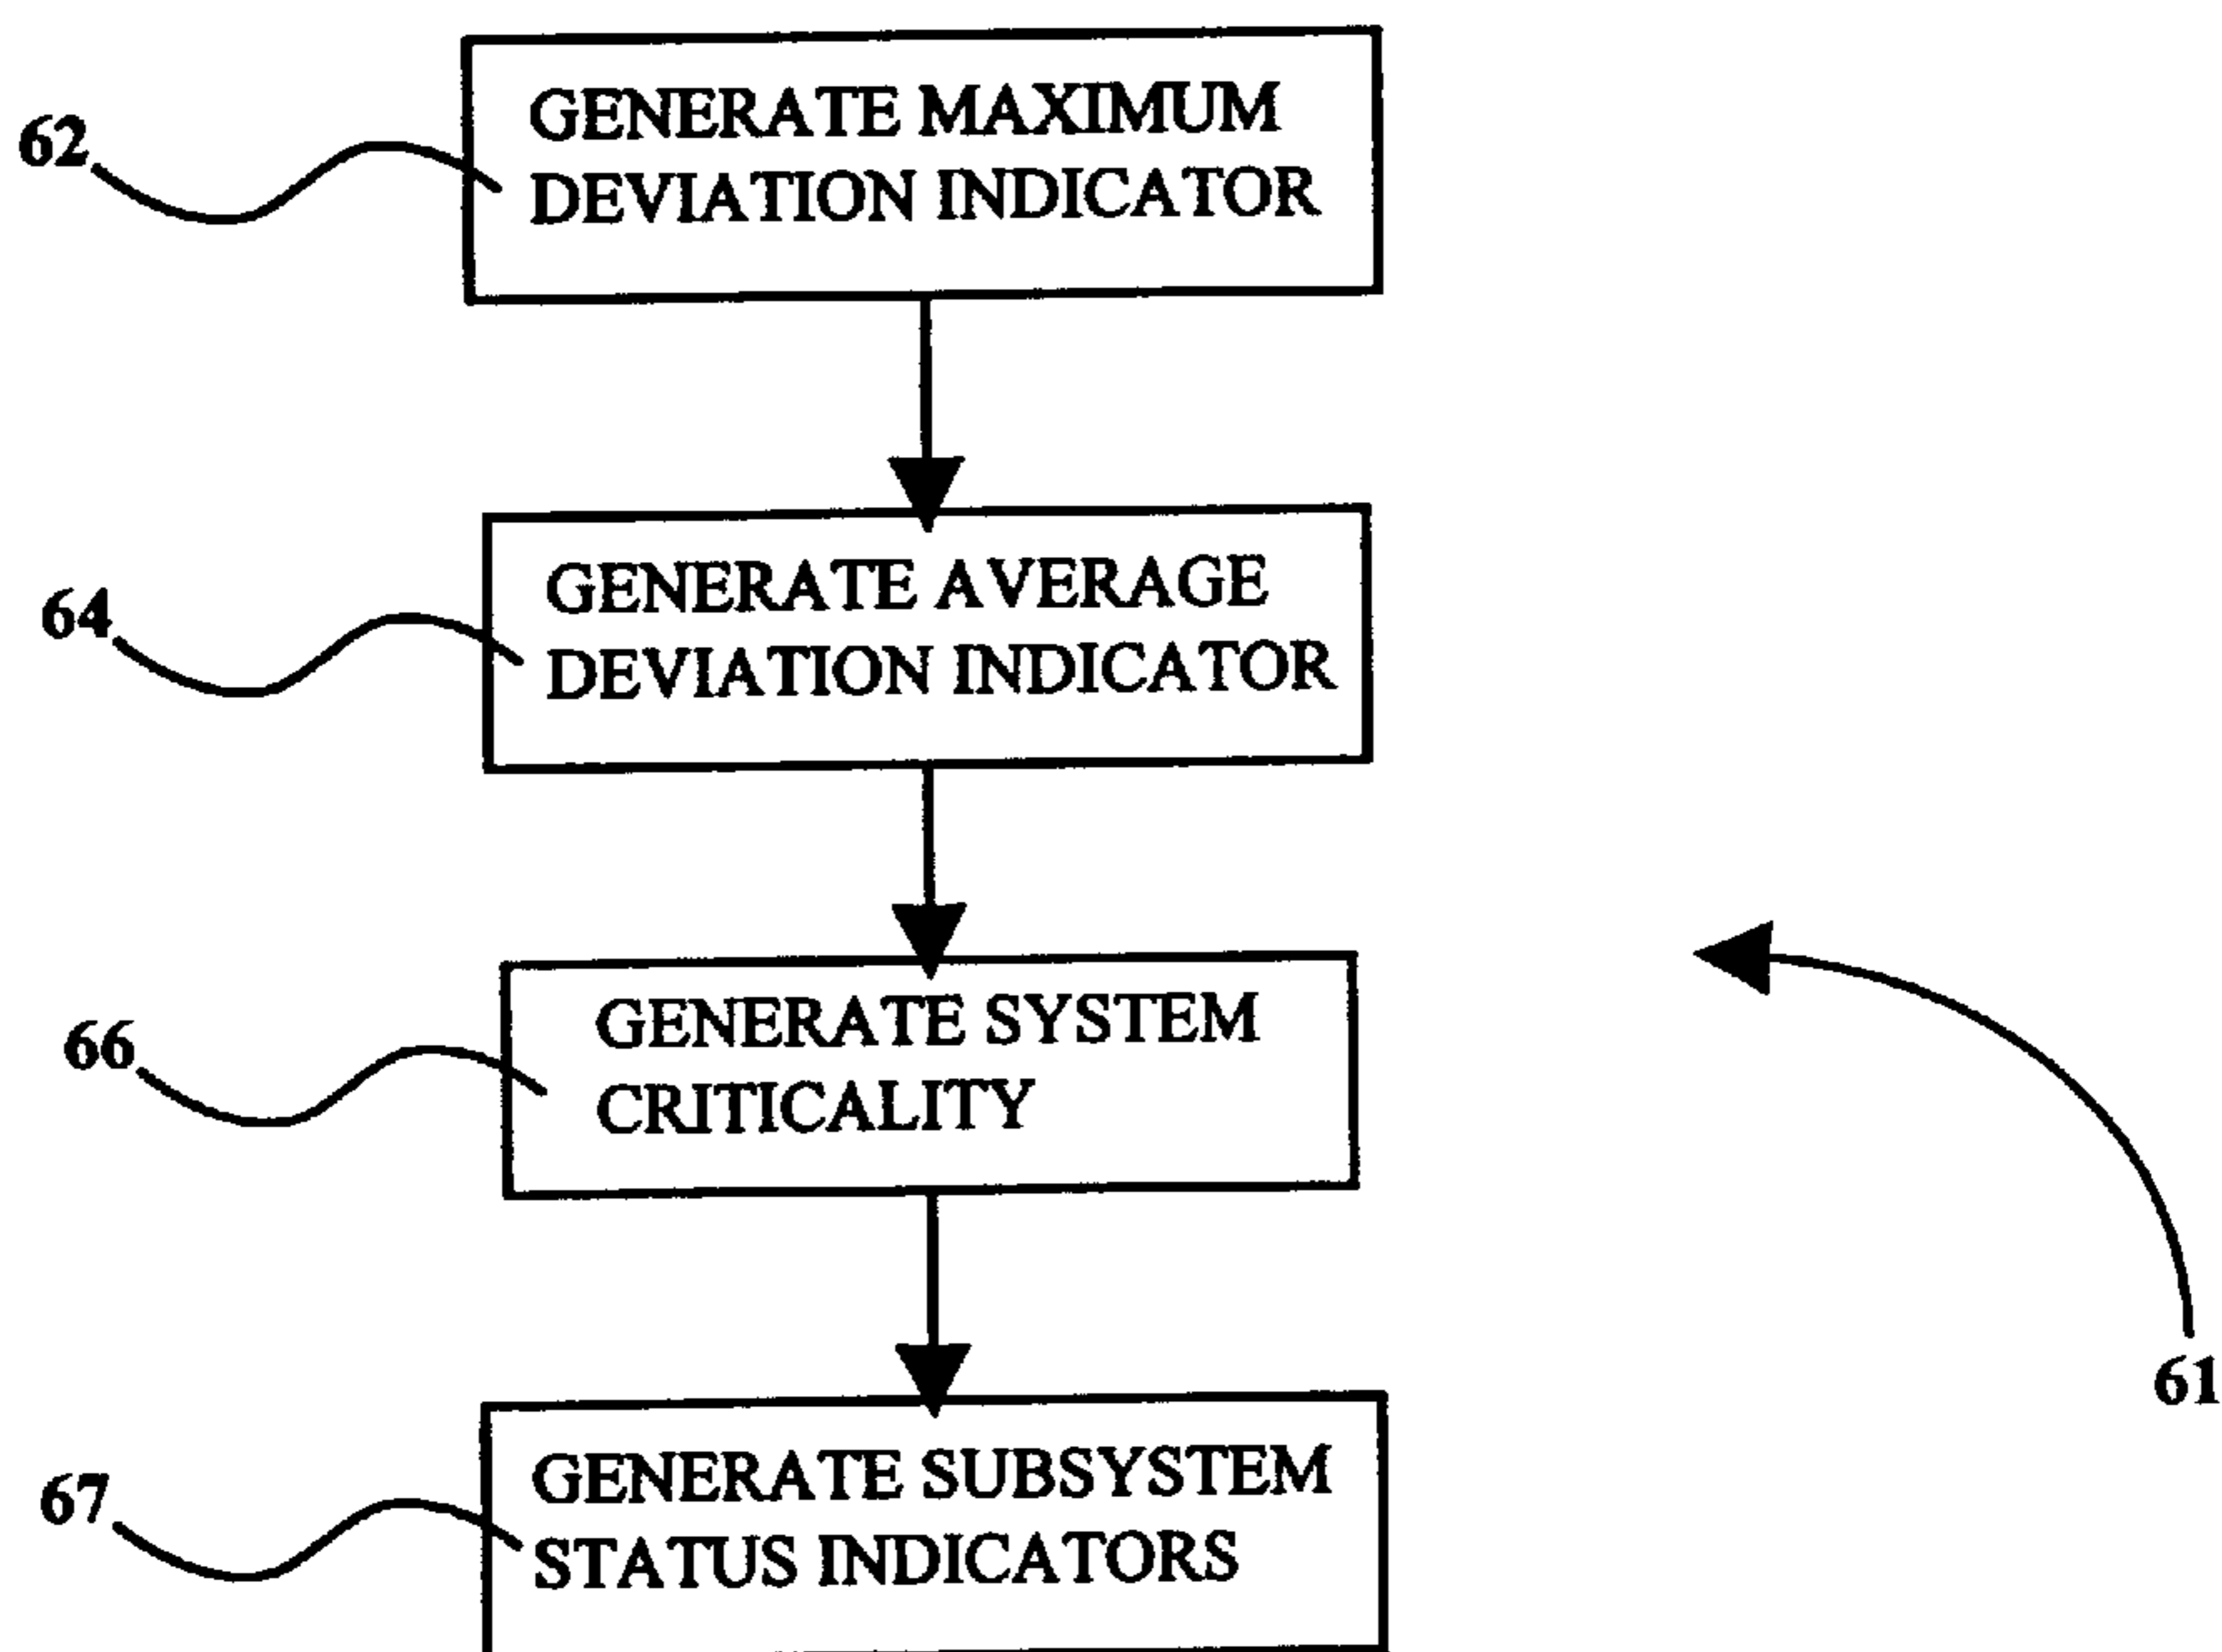 62
GENERATE MAXIMUM
DEVIATION INDICATOR
64
GENERATE AVERAGE
DEVIATION INDICATOR
66
GENERATE SYSTEM
CRITICALITY
61
67
GENERATE SUBSYSTEM
STATUS INDICATORS